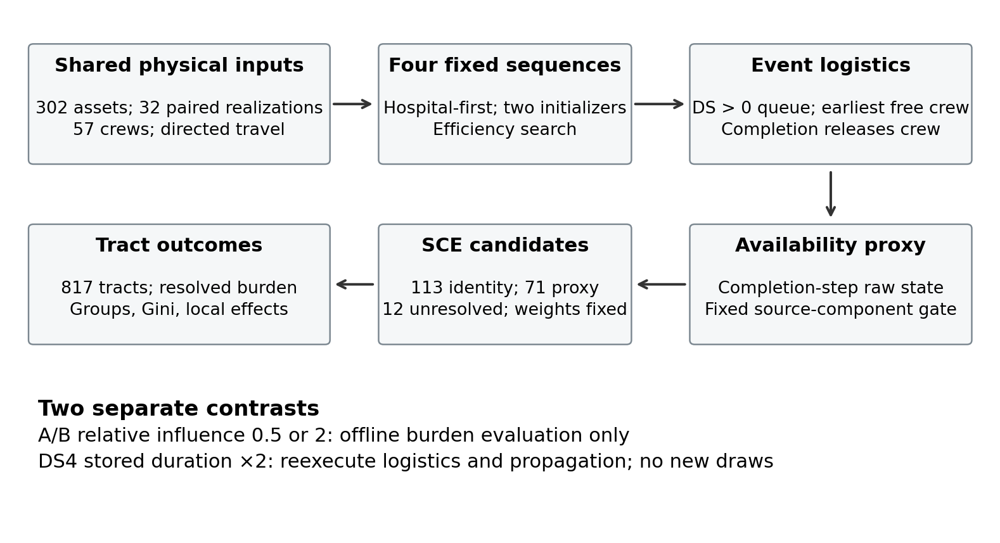 Shared physical inputs
302 assets; 32 paired realizations
57 crews; directed travel
Four fixed sequences
Hospital-first; two initializers
Efficiency search
Event logistics
DS > 0 queue; earliest free crew
Completion releases crew
Availability proxy
Completion-step raw state
Fixed source-component gate
SCE candidates
113 identity; 71 proxy
12 unresolved; weights fixed
Tract outcomes
817 tracts; resolved burden
Groups, Gini, local effects
Two separate contrasts
A/B relative influence 0.5 or 2: offline burden evaluation only
DS4 stored duration ×2: reexecute logistics and propagation; no new draws